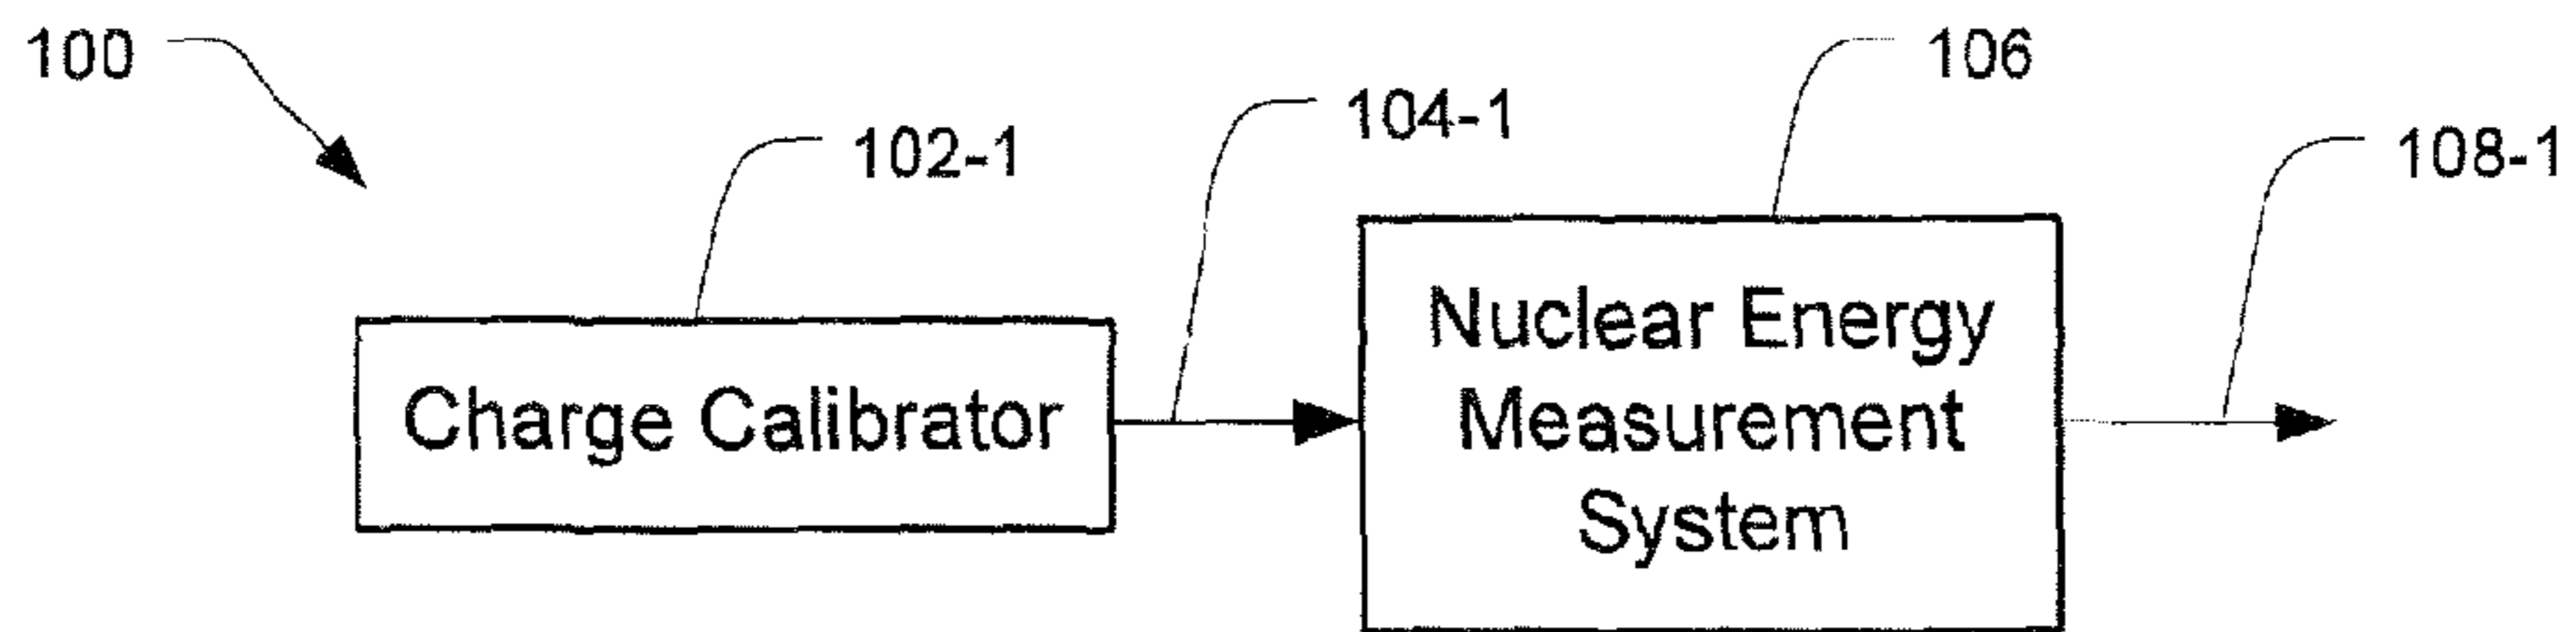 100
106
104-1
102-1
108-1
Nuclear Energy
Measurement
System
Charge Calibrator